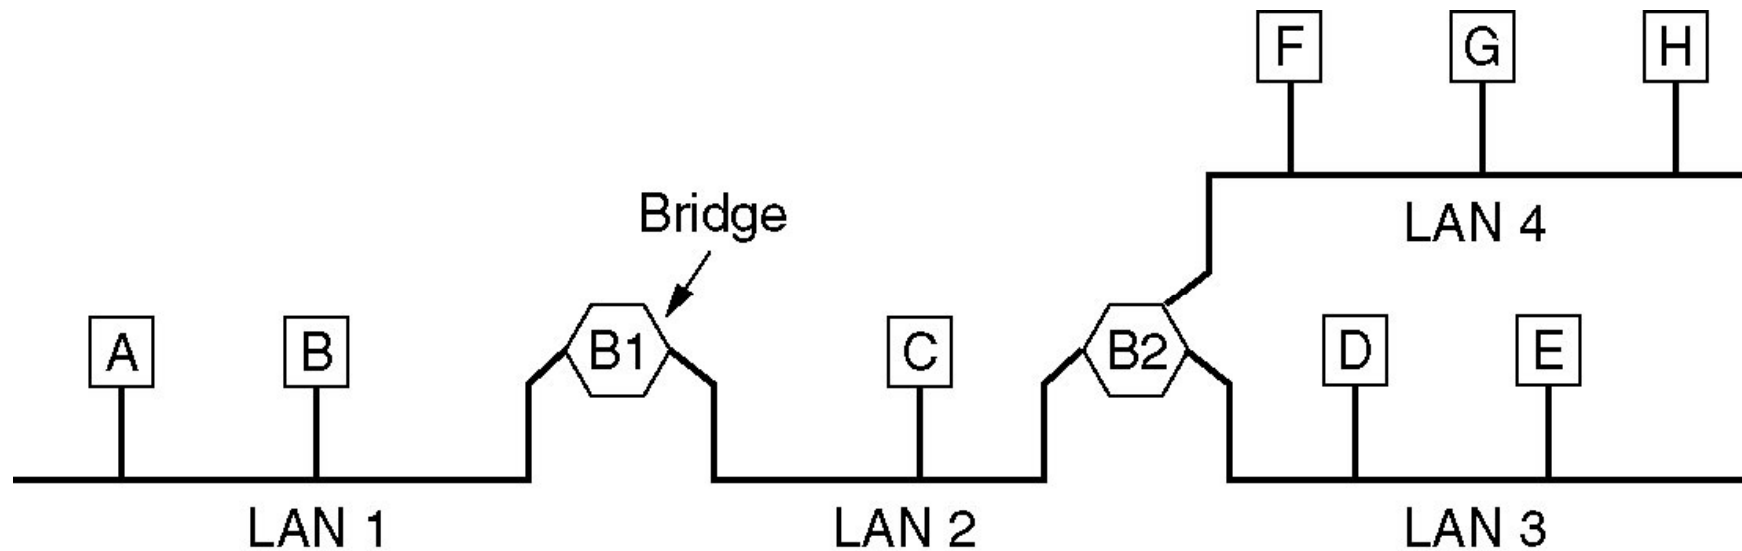 F G H
LAN 4
Bridge
A B B1 C B2 D E
LAN 1 LAN 2 LAN 3